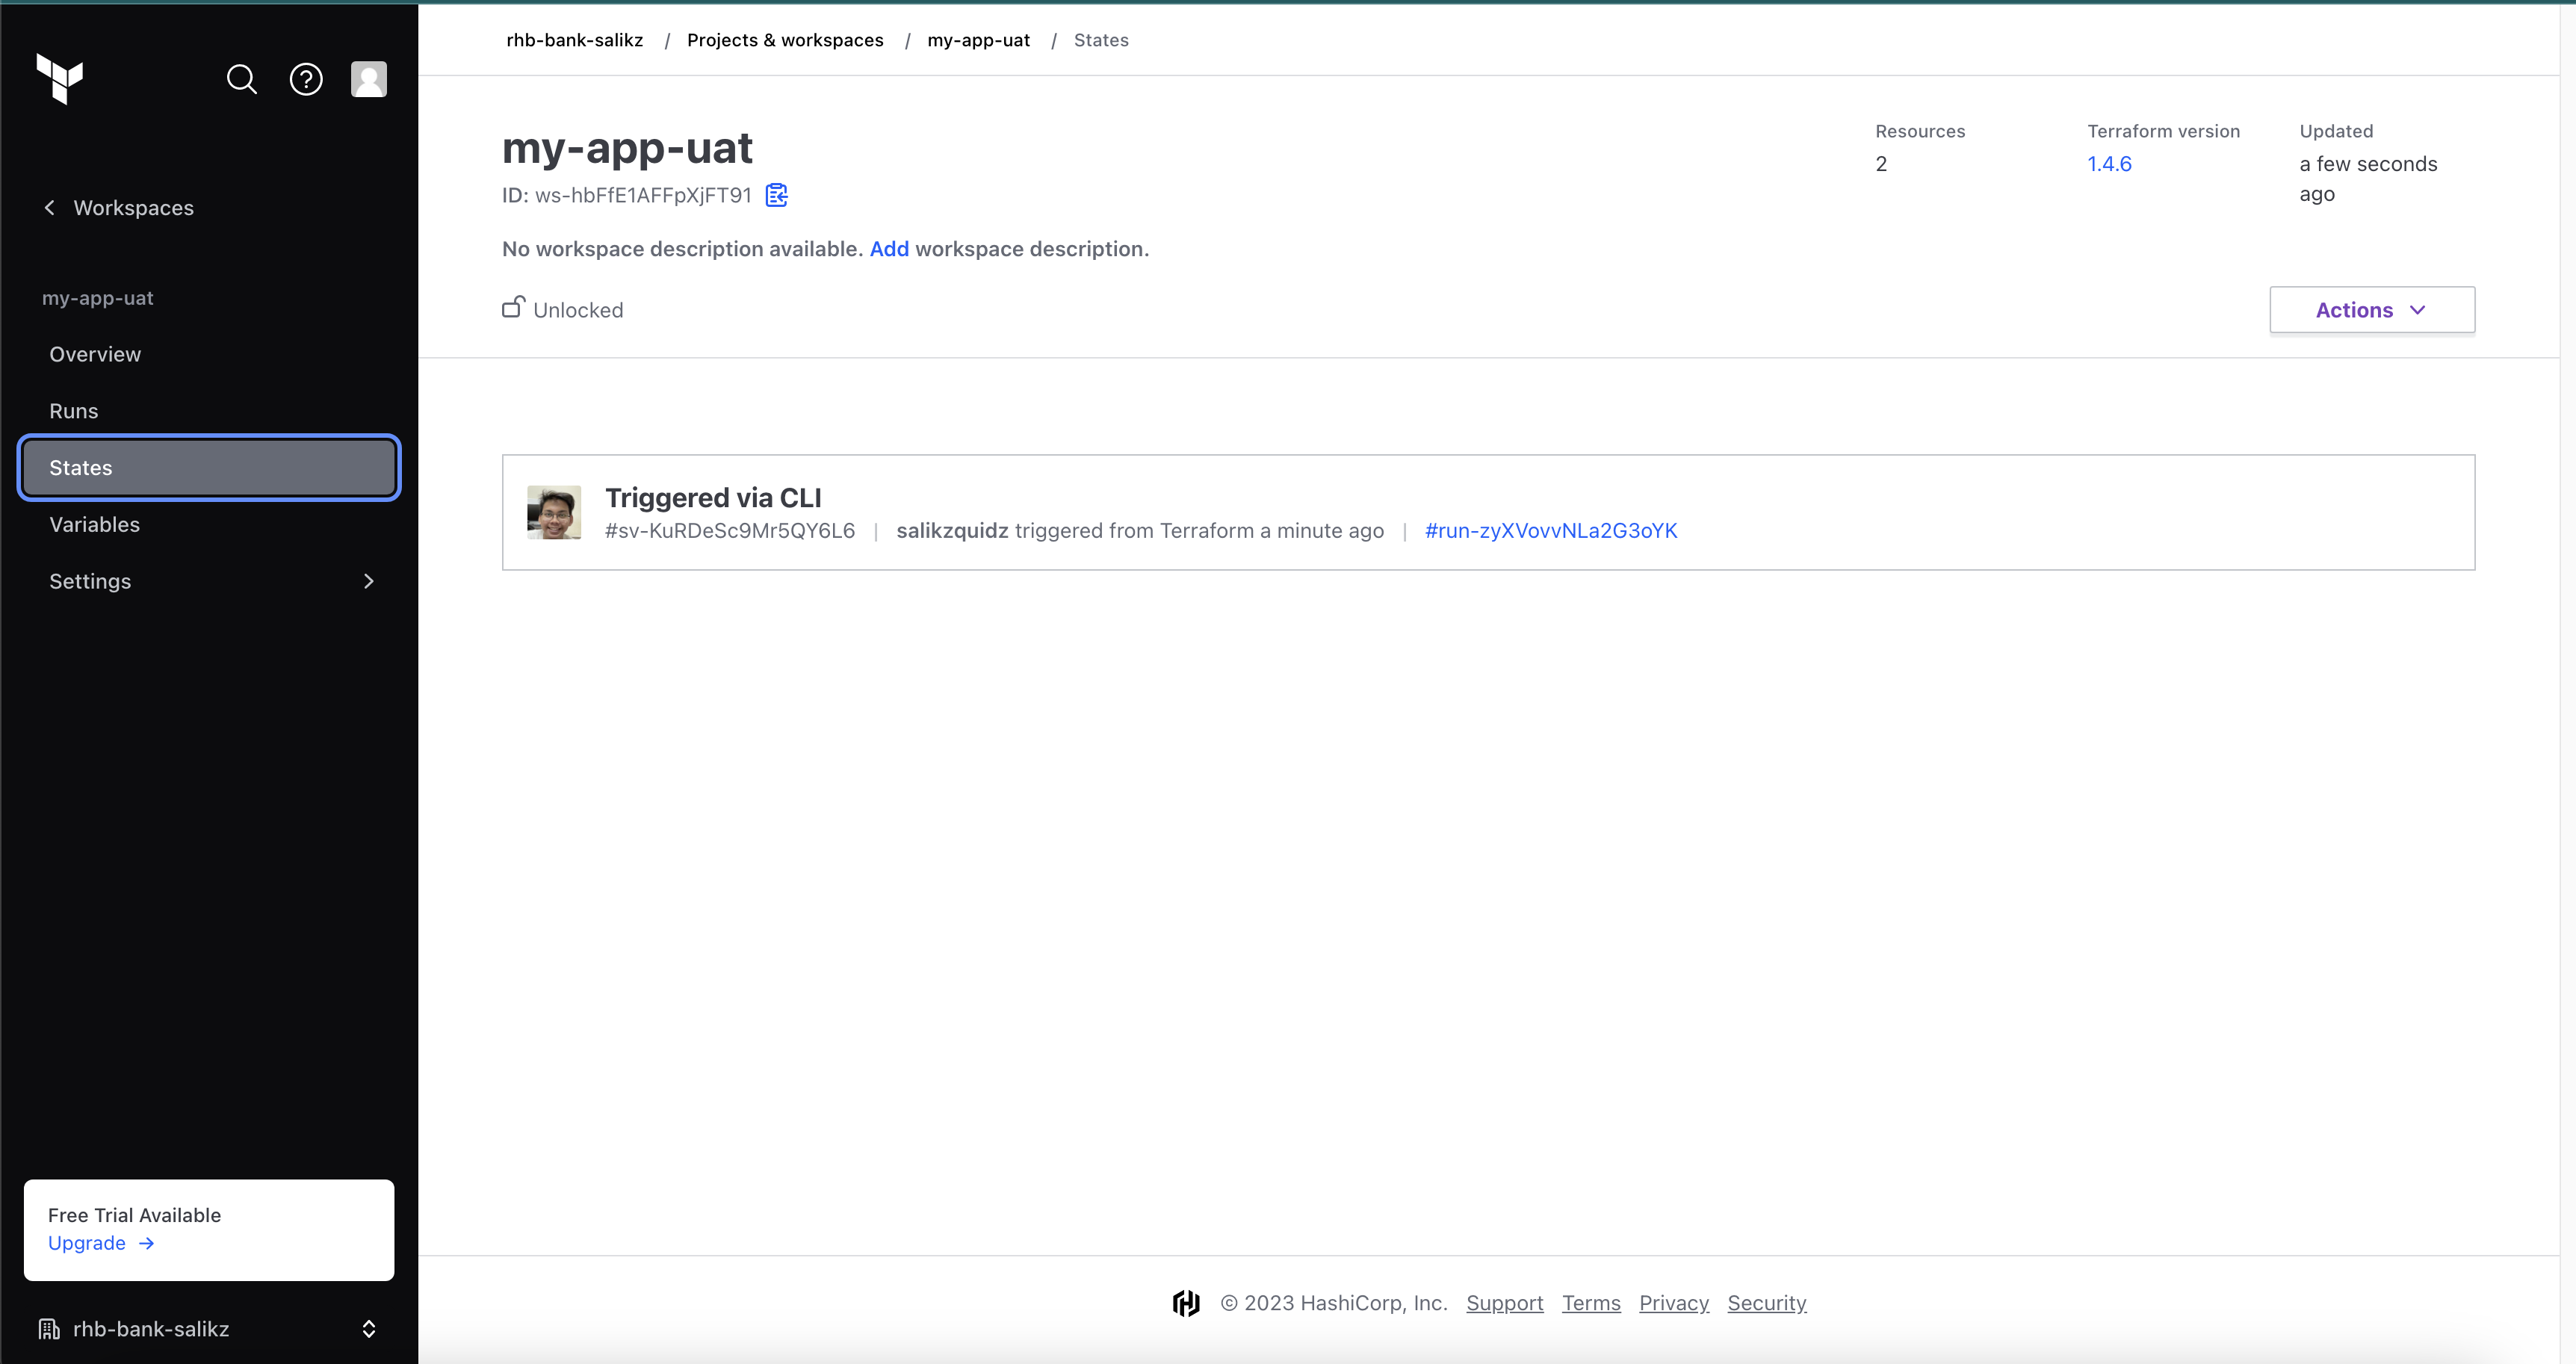 rhb-bank-salikz / Projects & workspaces / my-app-uat / States
Workspaces
my-app-uat
Overview
Runs
States
Variables
Settings
Free Trial Available
Upgrade →
rhb-bank-salikz
my-app-uat
ID: ws-hbFfE1AFFpXjFT91
No workspace description available. Add workspace description.
Unlocked
Resources
2
Terraform version
1.4.6
Updated
a few seconds
ago
Actions
Triggered via CLI
#sv-KuRDeSc9Mr5QY6L6 | salikzquidz triggered from Terraform a minute ago | #run-zyXVovvNLa2G3oYK
© 2023 HashiCorp, Inc. Support Terms Privacy Security